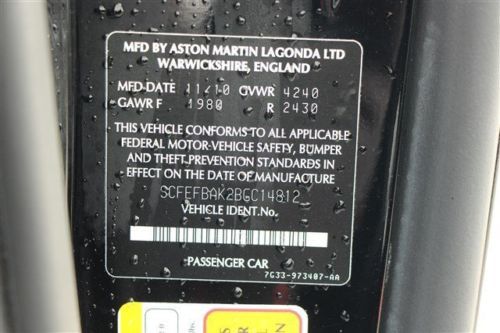 MFD BY ASTON MARTIN LAGONDA LTD
WARWICKSHIRE, ENGLAND
MFD-DATE 11/10 GVWR 4240
GAWR F 1980 R 2430
THIS VEHICLE CONFORMS TO ALL APPLICABLE
FEDERAL MOTOR-VEHICLE SAFETY, BUMPER
AND THEFT-PREVENTION STANDARDS IN
EFFECT ON THE DATE OF MANUFACTURE
SCFEFBAK2BGC14812
VEHICLE IDENT.No.
PASSENGER CAR
7G33-973407-AA